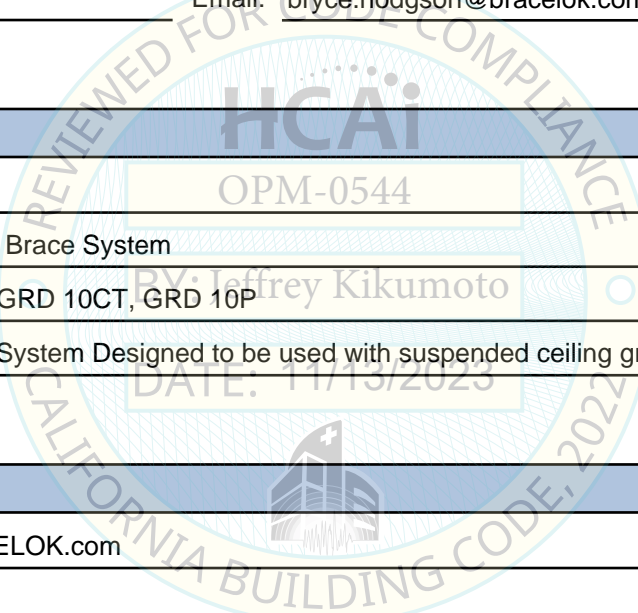 Email: bryce.hodgson@bracelok.com
REVIEWED FOR CODE COMPLIANCE
HCAi
OPM-0544
Brace System
BY: Jeffrey Kikumoto
GRD 10CT, GRD 10P
System Designed to be used with suspended ceiling gr
DATE: 11/13/2023
ELOK.com
CALIFORNIA BUILDING CODE, 2022